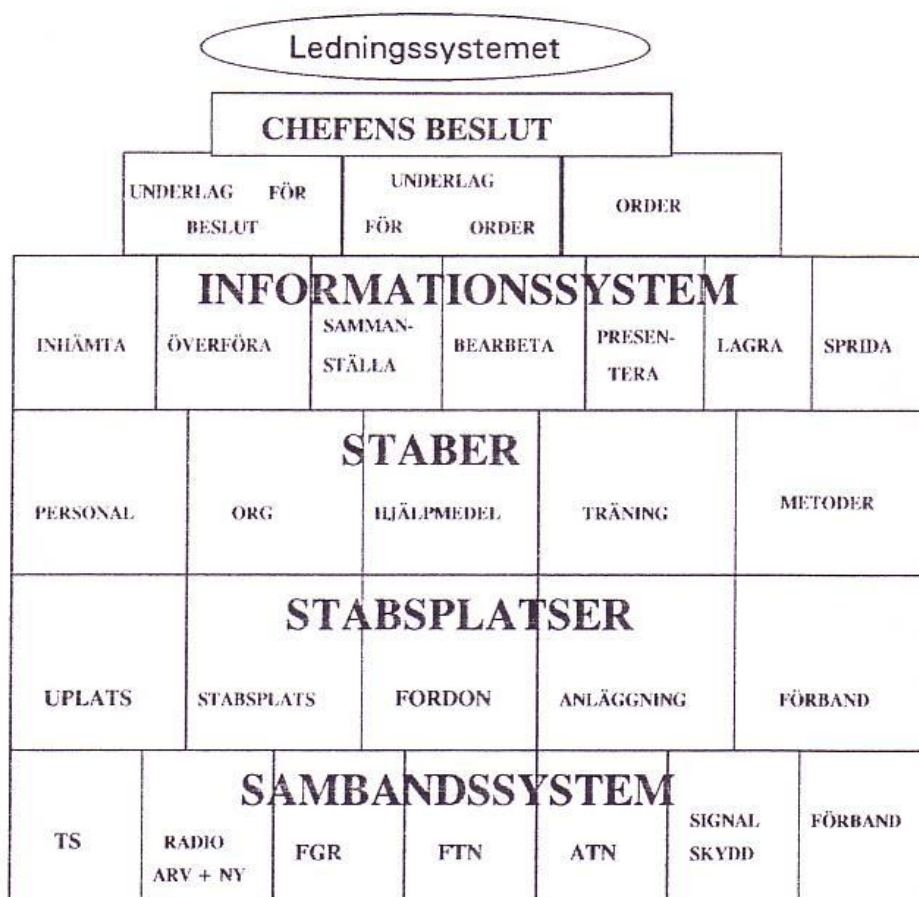 Ledningssystemet
CHEFENS BESLUT
UNDERLAG FÖR
BESLUT
UNDERLAG
FÖR ORDER
ORDER
INFORMATIONSSYSTEM
INHÄMTA
ÖVERFÖRA
SAMMAN-
STÄLLA
BEARBETA
PRESEN-
TERA
LAGRA
SPRIDA
STABER
PERSONAL
ORG
HJÄLPMEDEL
TRÄNING
METODER
STABSPLATSER
UPLATS
STABSPLATS
FORDON
ANLÄGGNING
FÖRBAND
SAMBANDSSYSTEM
TS
RADIO
ARV + NY
FGR
FTN
ATN
SIGNAL
SKYDD
FÖRBAND